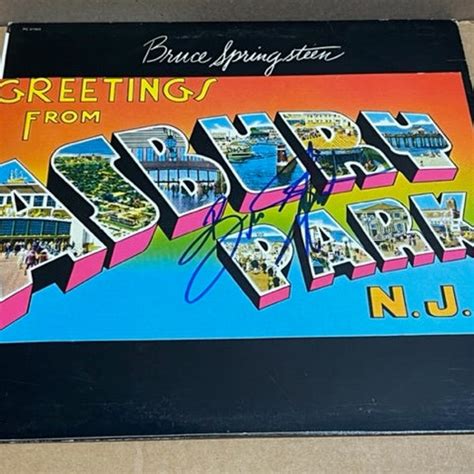 Bruce Springsteen
GREETINGS
FROM
ASBURY
PARK
N.J.